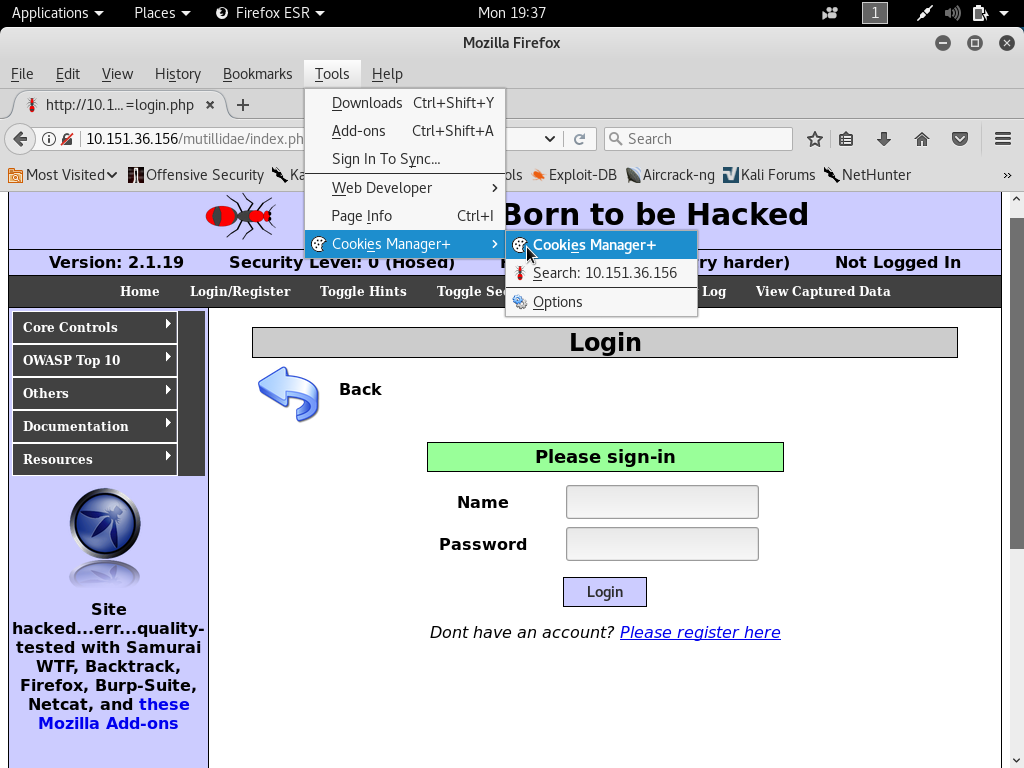 Applications Places Firefox ESR Mon 19:37 1
Mozilla Firefox
File Edit View History Bookmarks Tools Help
http://10.1...=login.php
Downloads Ctrl+Shift+Y
Add-ons Ctrl+Shift+A
10.151.36.156/mutillidae/index.ph
Search
Sign In To Sync...
Most Visited Offensive Security Ka ols Exploit-DB Aircrack-ng Kali Forums NetHunter »
Web Developer
Page Info Ctrl+I
Born to be Hacked
Cookies Manager+
Cookies Manager+
Search: 10.151.36.156
Options
Version: 2.1.19 Security Level: 0 (Hosed) ry harder) Not Logged In
Home Login/Register Toggle Hints Toggle Sec Log View Captured Data
Core Controls
OWASP Top 10
Others
Documentation
Resources
Login
Back
Please sign-in
Name
Password
Login
Dont have an account? Please register here
Site
hacked...err...quality-
tested with Samurai
WTF, Backtrack,
Firefox, Burp-Suite,
Netcat, and these
Mozilla Add-ons